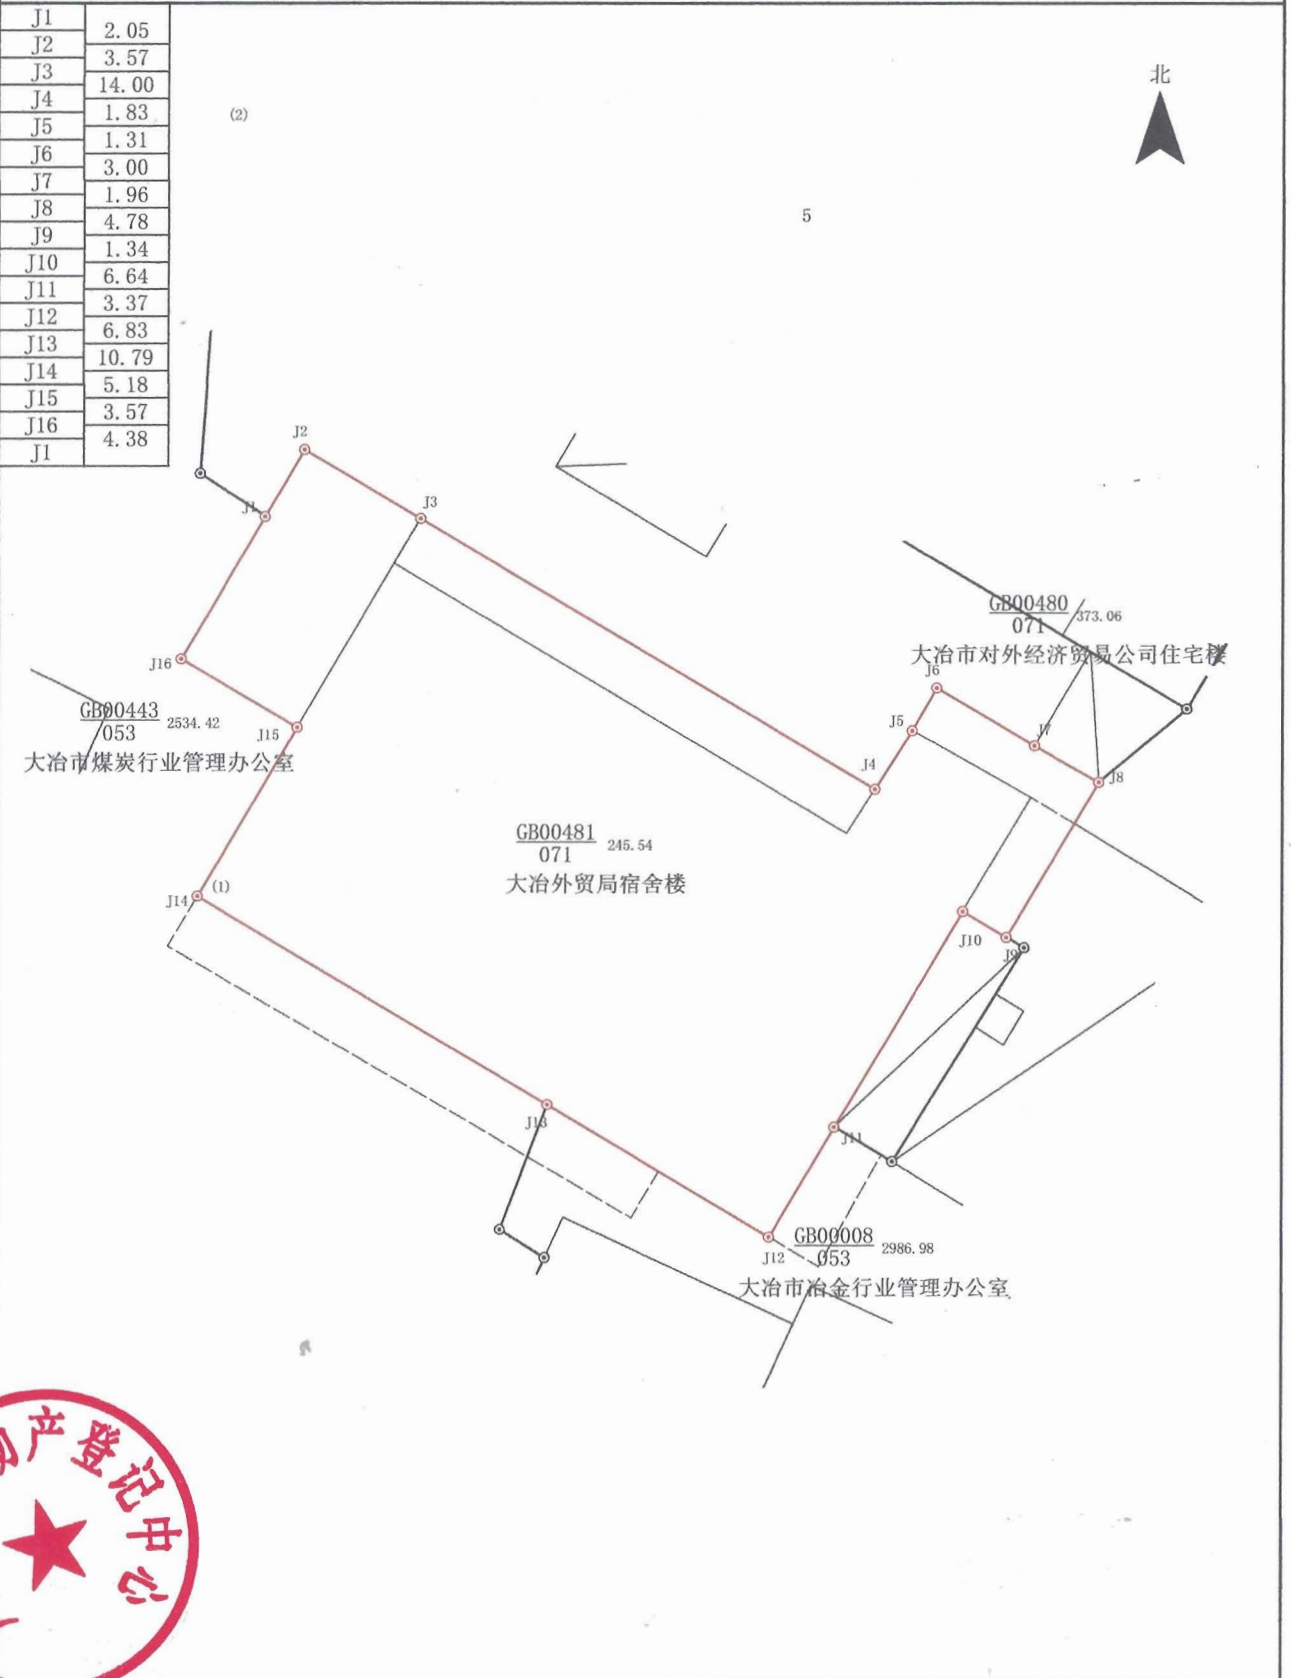 J1
2.05
J2
3.57
J3
14.00
J4
1.83
J5
1.31
J6
3.00
J7
1.96
J8
4.78
J9
1.34
J10
6.64
J11
3.37
J12
6.83
J13
10.79
J14
5.18
J15
3.57
J16
4.38
J1
北
(2)
5
J2
J3
J1
GB00480
071
373.06
大冶市对外经济贸易公司住宅楼
J16
J6
J5
J7
J15
J4
J8
GB00443
053
2534.42
大冶市煤炭行业管理办公室
GB00481
071
245.54
大冶外贸局宿舍楼
J14
(1)
J10
J9
J13
J11
J12
GB00008
053
2986.98
大冶市冶金行业管理办公室
产登记中心